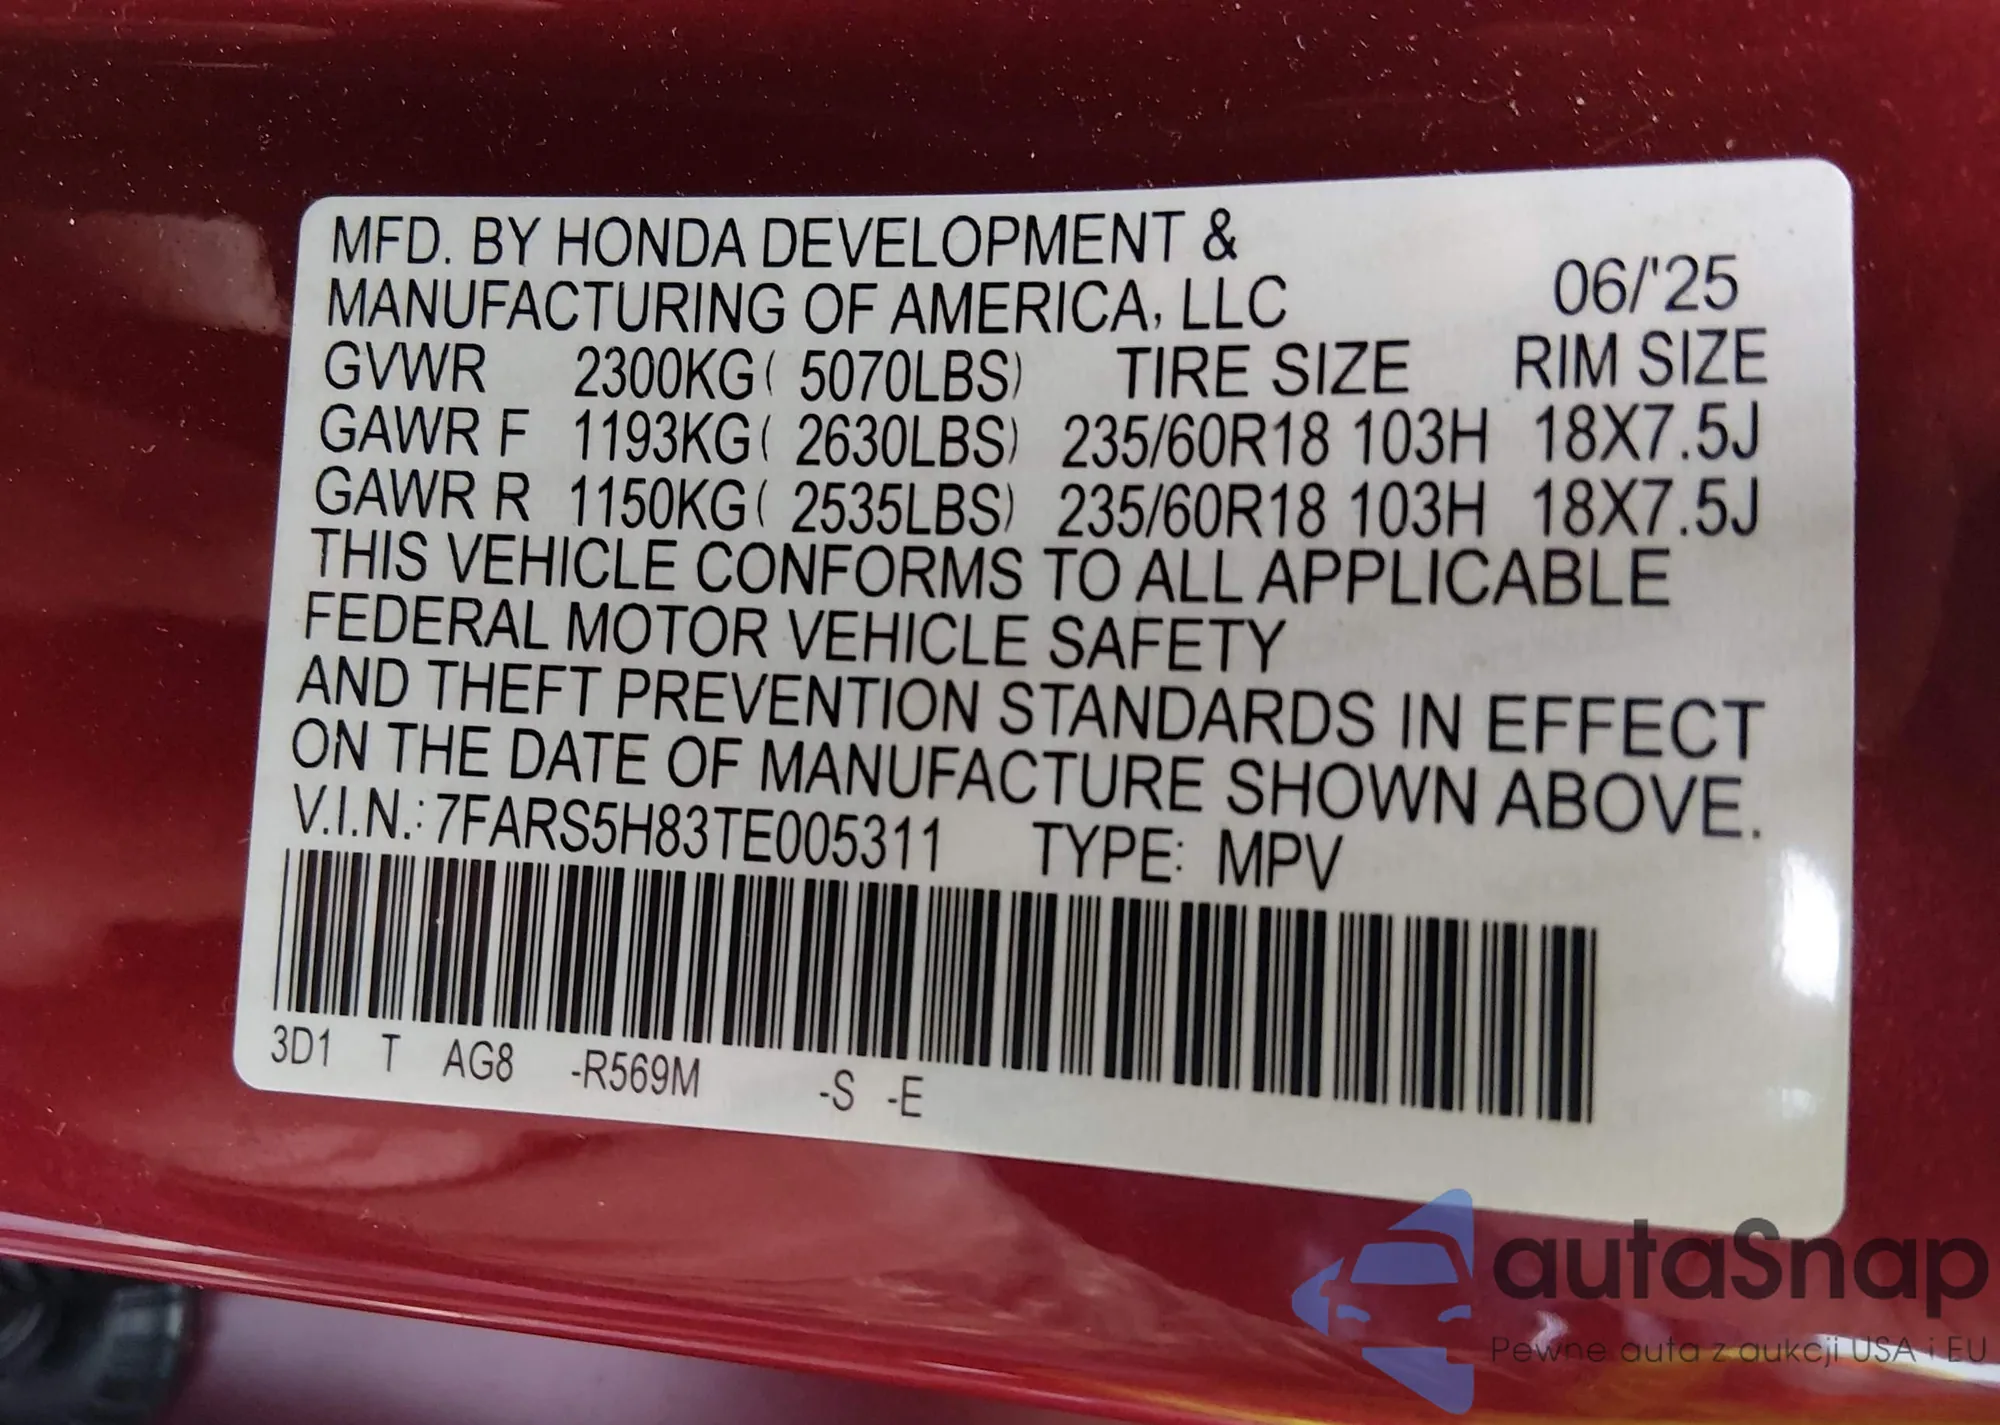 MFD. BY HONDA DEVELOPMENT &
MANUFACTURING OF AMERICA, LLC 06/'25
GVWR 2300KG( 5070LBS) TIRE SIZE RIM SIZE
GAWR F 1193KG( 2630LBS) 235/60R18 103H 18X7.5J
GAWR R 1150KG( 2535LBS) 235/60R18 103H 18X7.5J
THIS VEHICLE CONFORMS TO ALL APPLICABLE
FEDERAL MOTOR VEHICLE SAFETY
AND THEFT PREVENTION STANDARDS IN EFFECT
ON THE DATE OF MANUFACTURE SHOWN ABOVE.
V.I.N.: 7FARS5H83TE005311 TYPE: MPV
3D1 T AG8 -R569M -S -E
autaSnap
Pewne auta z aukcji USA i EU